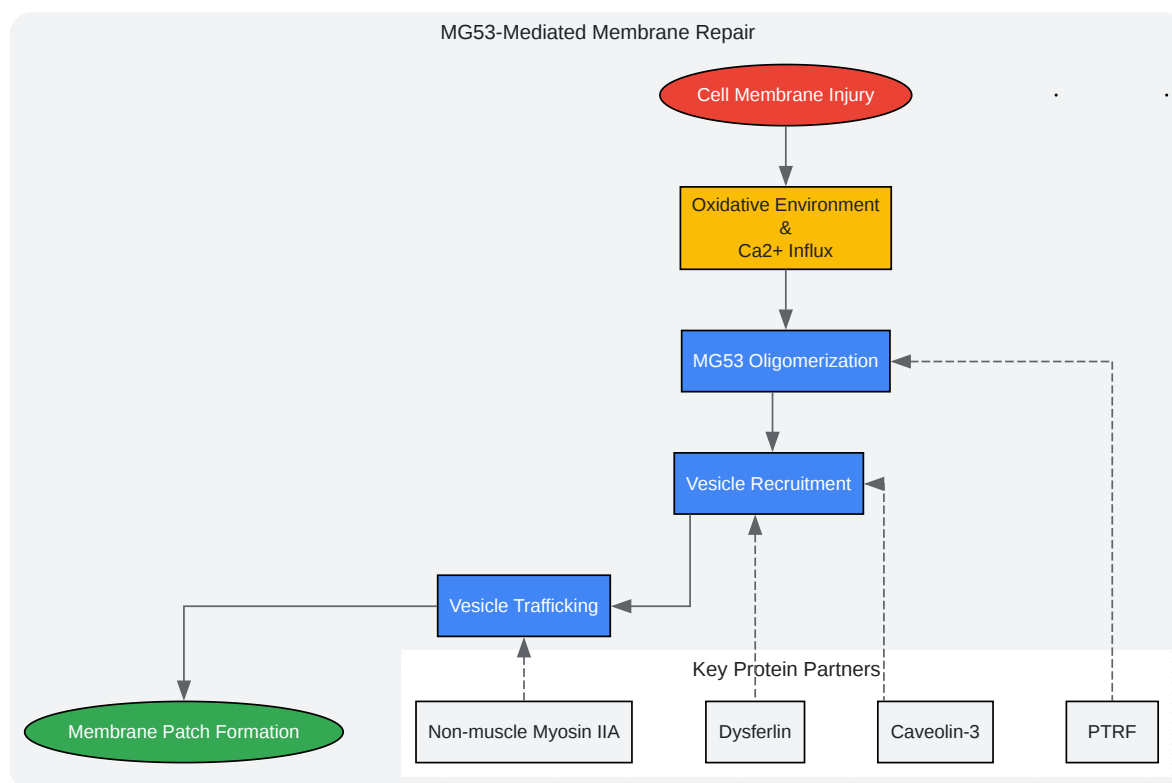 MG53-Mediated Membrane Repair
Cell Membrane Injury
Oxidative Environment
&
Ca2+ Influx
MG53 Oligomerization
Vesicle Recruitment
Vesicle Trafficking
Key Protein Partners
Membrane Patch Formation
Non-muscle Myosin IIA
Dysferlin
Caveolin-3
PTRF